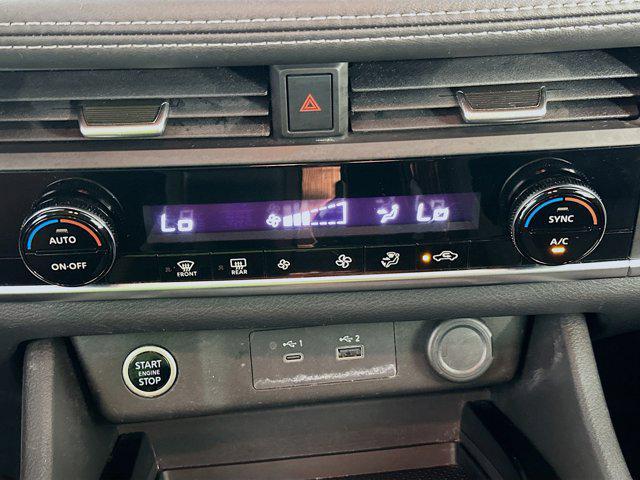 Lo Lo
AUTO
ON·OFF
SYNC
A/C
FRONT
REAR
1 2
START
ENGINE
STOP